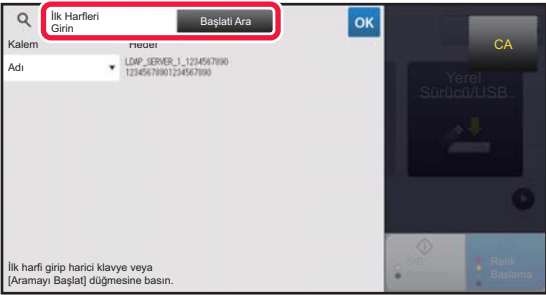 İlk Harfleri
Girin
Başlati Ara
OK
CA
Kalem
Hedef
Adı
LDAP_SERVER_1_1234567890
12345678901234567890
Yerel
Sürücü/USB
S/B
Renk
Baslama
İlk harfi girip harici klavye veya
[Aramayı Başlat] düğmesine basın.